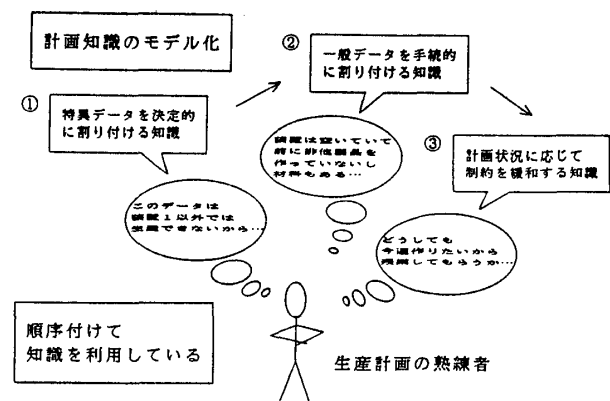 計画知識のモデル化
①
特異データを決定的
に割り付ける知識
②
一般データを手続的
に割り付ける知識
③
計画状況に応じて
制約を緩和する知識
このデータは
装置1以外では
生産できないから…
装置は空いていて
前に排他製品を
作っていないし
材料もある…
どうしても
今週作りたいから
残業してもらうか…
順序付けて
知識を利用している
生産計画の熟練者